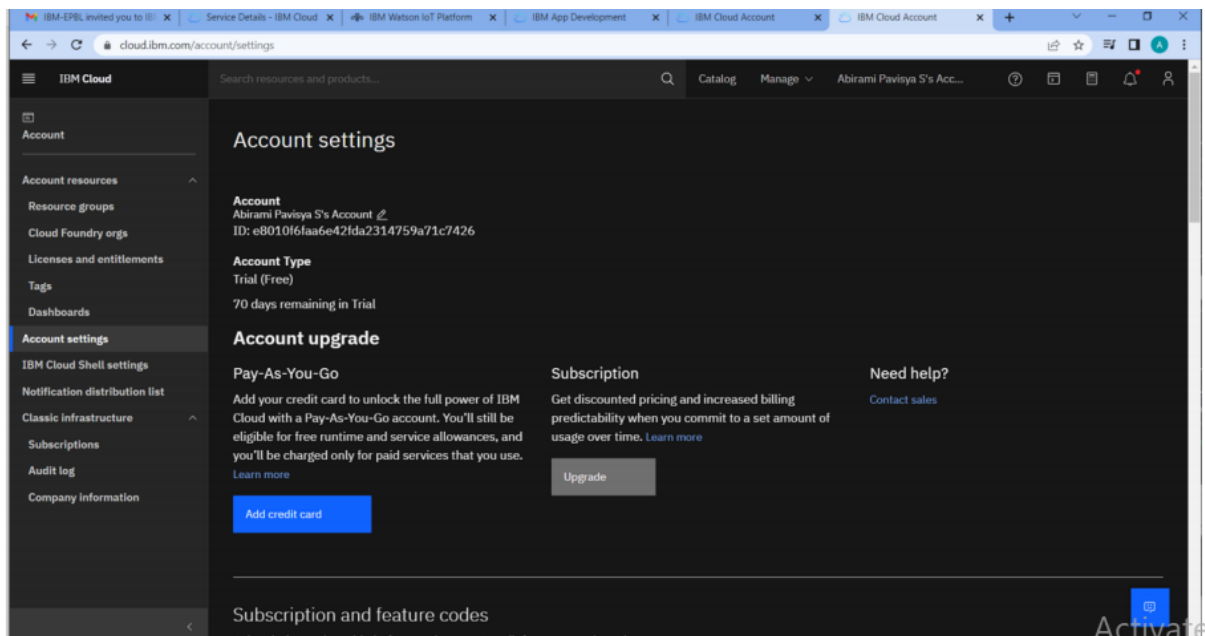 IBM-EPBL invited you to IB
Service Details - IBM Cloud
IBM Watson IoT Platform
IBM App Development
IBM Cloud Account
IBM Cloud Account
cloud.ibm.com/account/settings
A
IBM Cloud
Search resources and products...
Catalog
Manage
Abirami Pavisya S's Acc...
Account
Account resources
Resource groups
Cloud Foundry orgs
Licenses and entitlements
Tags
Dashboards
Account settings
IBM Cloud Shell settings
Notification distribution list
Classic infrastructure
Subscriptions
Audit log
Company information
Account settings
Account
Abirami Pavisya S's Account
ID: e8010f6faa6e42fda2314759a71c7426
Account Type
Trial (Free)
70 days remaining in Trial
Account upgrade
Pay-As-You-Go
Add your credit card to unlock the full power of IBM
Cloud with a Pay-As-You-Go account. You'll still be
eligible for free runtime and service allowances, and
you'll be charged only for paid services that you use.
Learn more
Add credit card
Subscription
Get discounted pricing and increased billing
predictability when you commit to a set amount of
usage over time. Learn more
Upgrade
Need help?
Contact sales
Subscription and feature codes
Activate